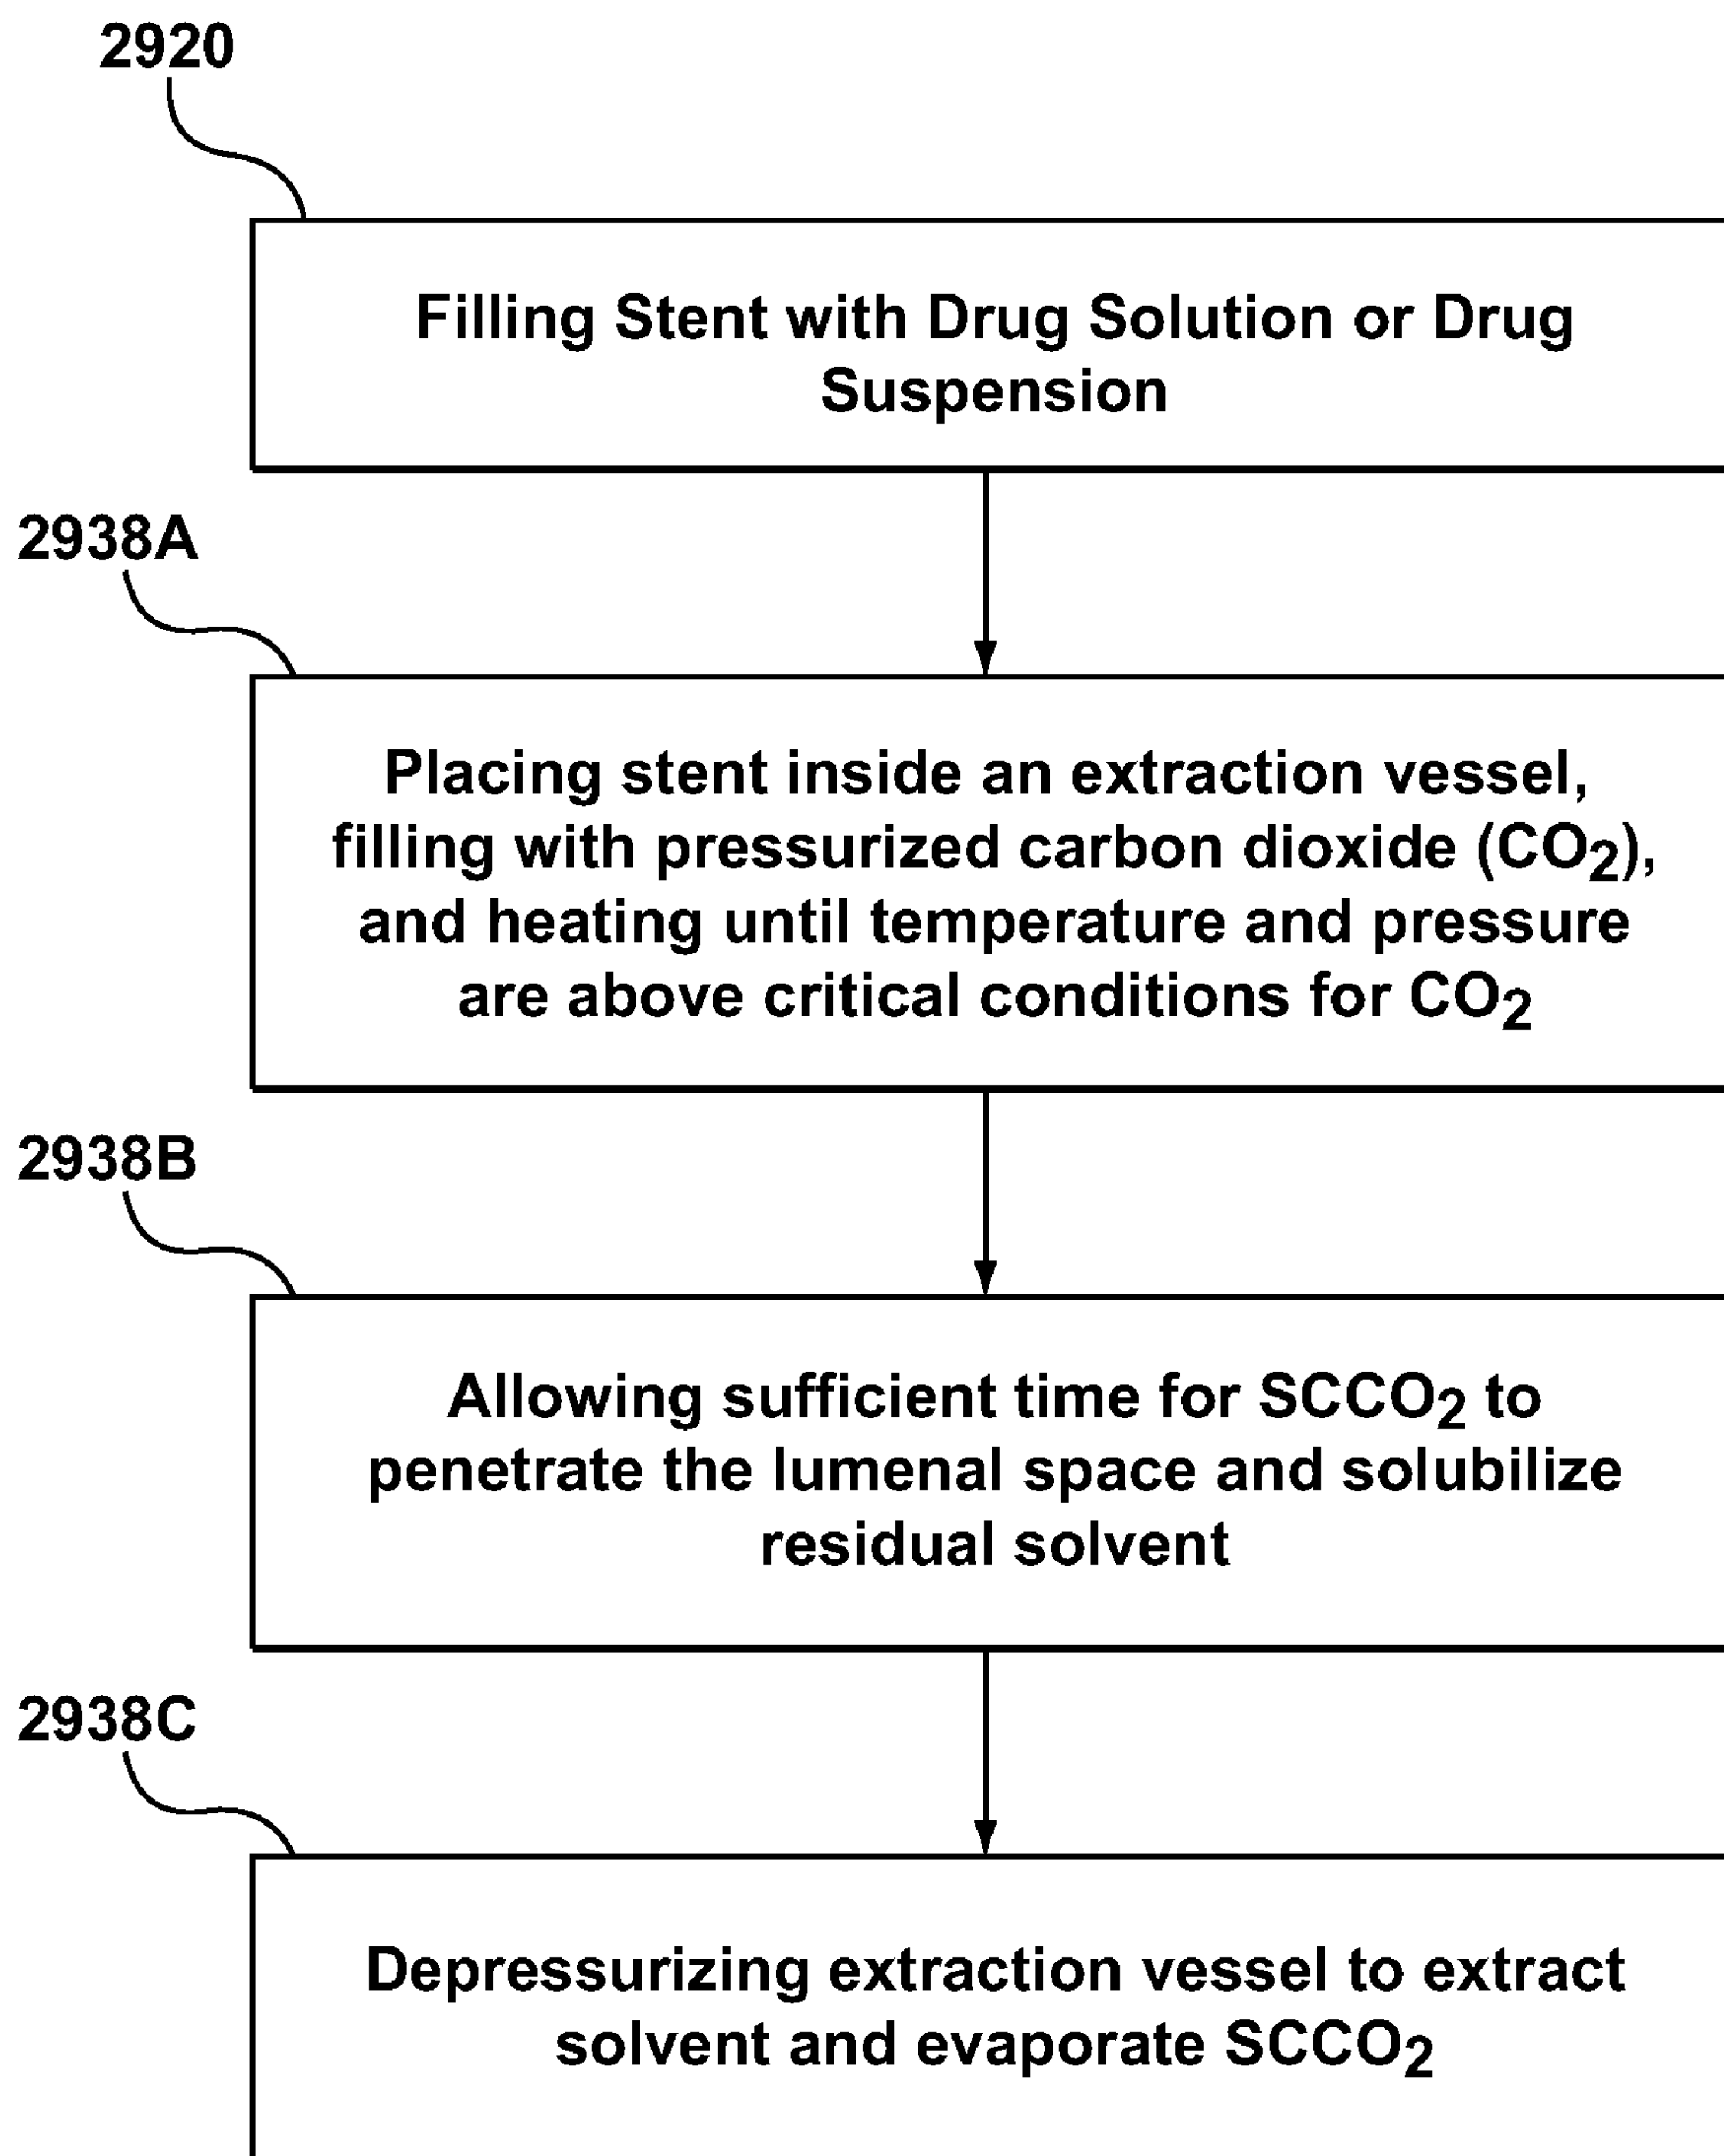 2920
Filling Stent with Drug Solution or Drug
Suspension
2938A
Placing stent inside an extraction vessel,
filling with pressurized carbon dioxide (CO₂),
and heating until temperature and pressure
are above critical conditions for CO₂
2938B
Allowing sufficient time for SCCO₂ to
penetrate the lumenal space and solubilize
residual solvent
2938C
Depressurizing extraction vessel to extract
solvent and evaporate SCCO₂